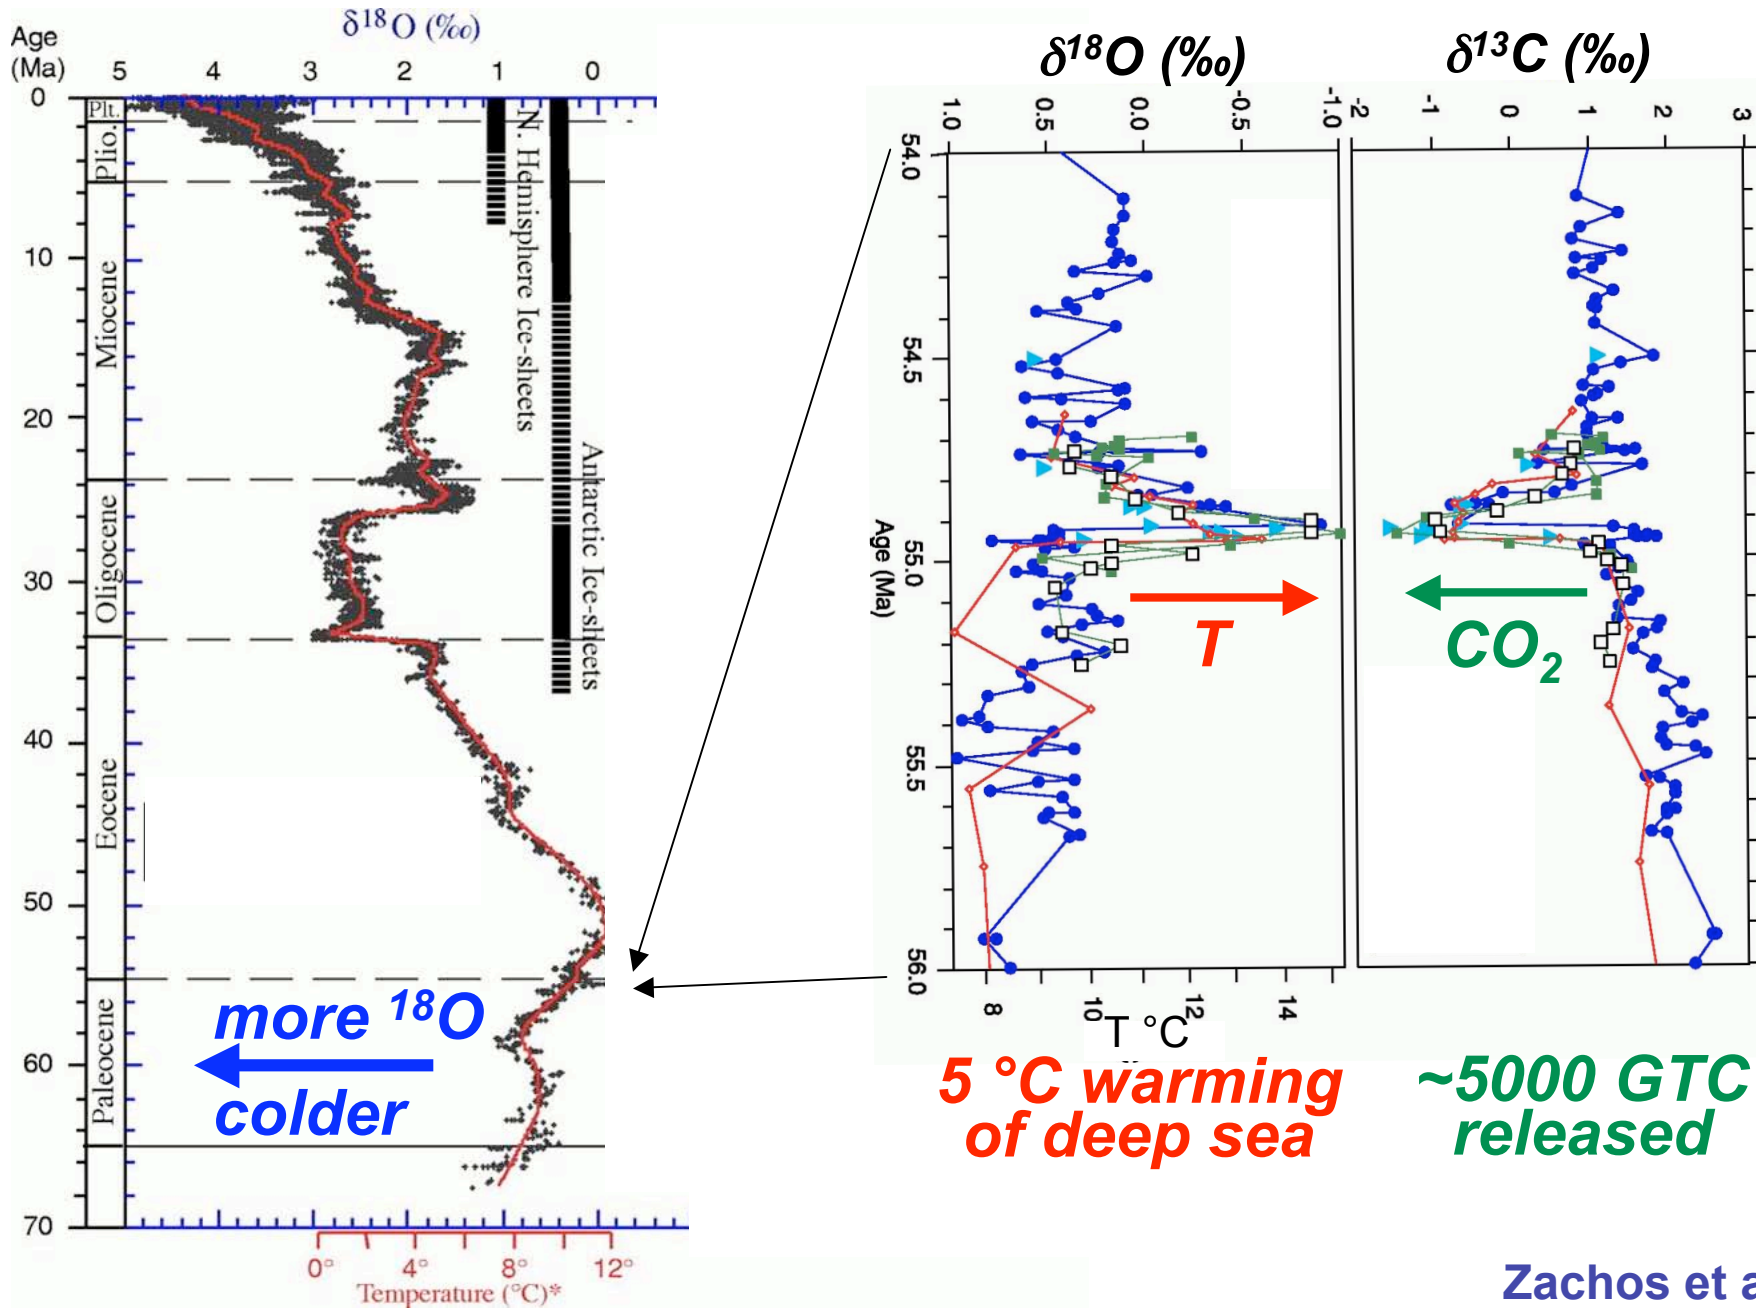 δ18O (‰)
Age
(Ma)
5 4 3 2 1 0
0
10
20
30
40
50
60
70
Plt.
Plio.
Miocene
Oligocene
Eocene
Paleocene
N. Hemisphere Ice-sheets
Antarctic Ice-sheets
more 18O
colder
0° 4° 8° 12°
Temperature (°C)*
δ18O (‰)
1.0 0.5 0.0 -0.5 -1.0
54.0
54.5
55.0
55.5
56.0
Age (Ma)
T
8 10 12 14
T °C
5 °C warming
of deep sea
δ13C (‰)
-2 -1 0 1 2 3
CO2
~5000 GTC
released
Zachos et a